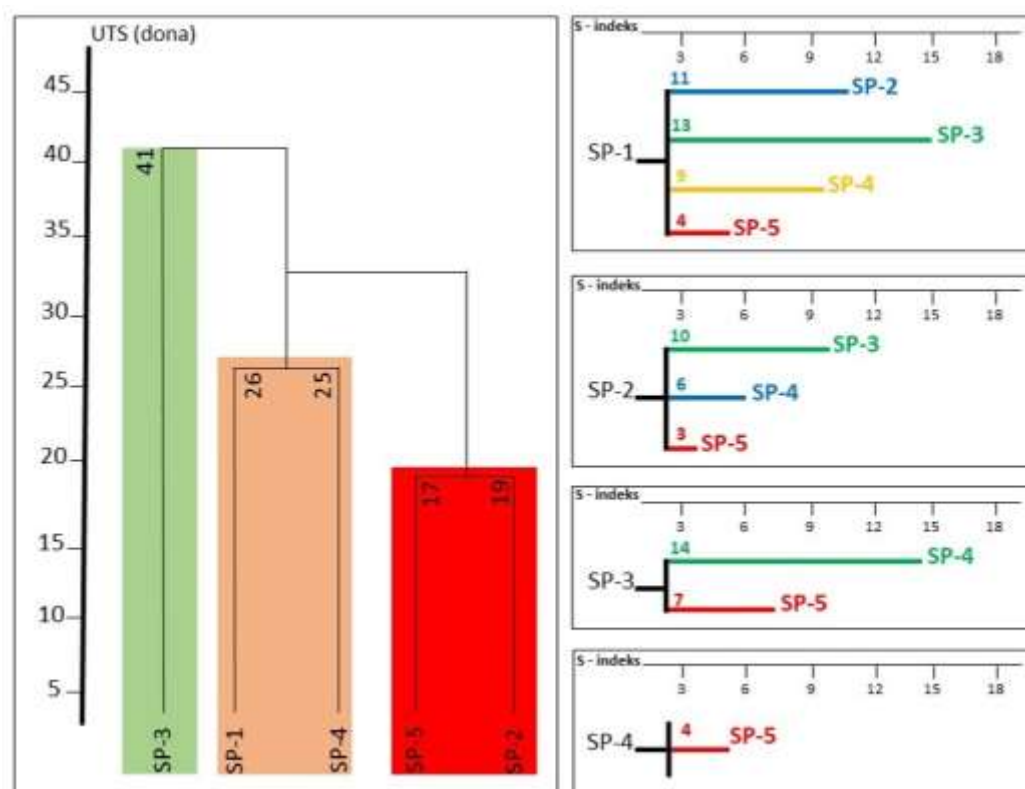 UTS (dona)
45
40
35
30
25
20
15
10
5
41
26
25
17
19
SP-3
SP-1
SP-4
SP-5
SP-2
S - indeks
3 6 9 12 15 18
SP-1
11 SP-2
13 SP-3
9 SP-4
4 SP-5
S - indeks
3 6 9 12 15 18
SP-2
10 SP-3
6 SP-4
3 SP-5
S - indeks
3 6 9 12 15 18
SP-3
14 SP-4
7 SP-5
S - indeks
3 6 9 12 15 18
SP-4
4 SP-5